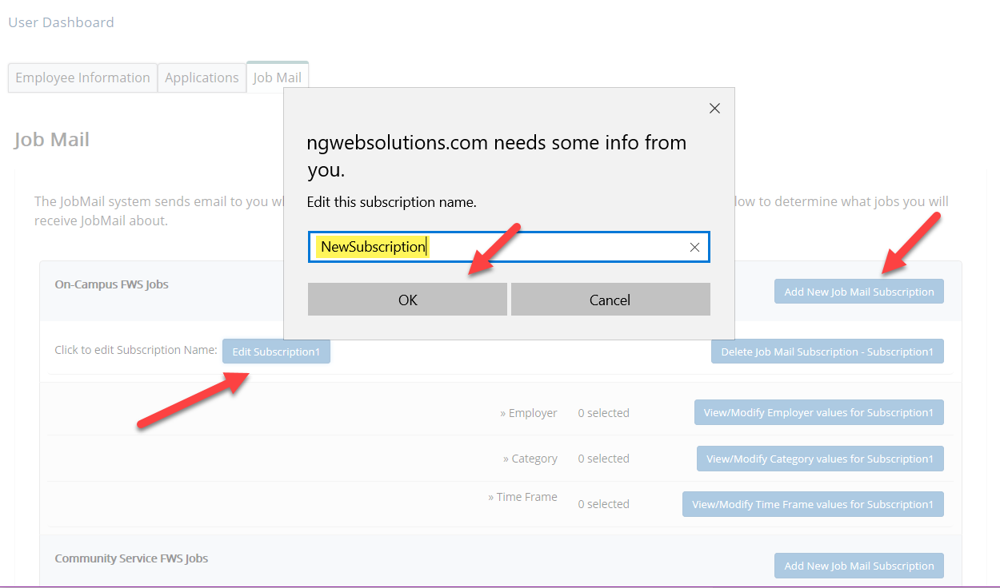 User Dashboard
Employee Information
Applications
Job Mail
ngwebsolutions.com needs some info from
you.
Edit this subscription name.
NewSubscription
OK
Cancel
Job Mail
The JobMail system sends email to you
low to determine what jobs you will
receive JobMail about.
On-Campus FWS Jobs
Add New Job Mail Subscription
Click to edit Subscription Name:
Edit Subscription1
Delete Job Mail Subscription - Subscription1
» Employer
0 selected
View/Modify Employer values for Subscription1
» Category
0 selected
View/Modify Category values for Subscription1
» Time Frame
0 selected
View/Modify Time Frame values for Subscription1
Community Service FWS Jobs
Add New Job Mail Subscription